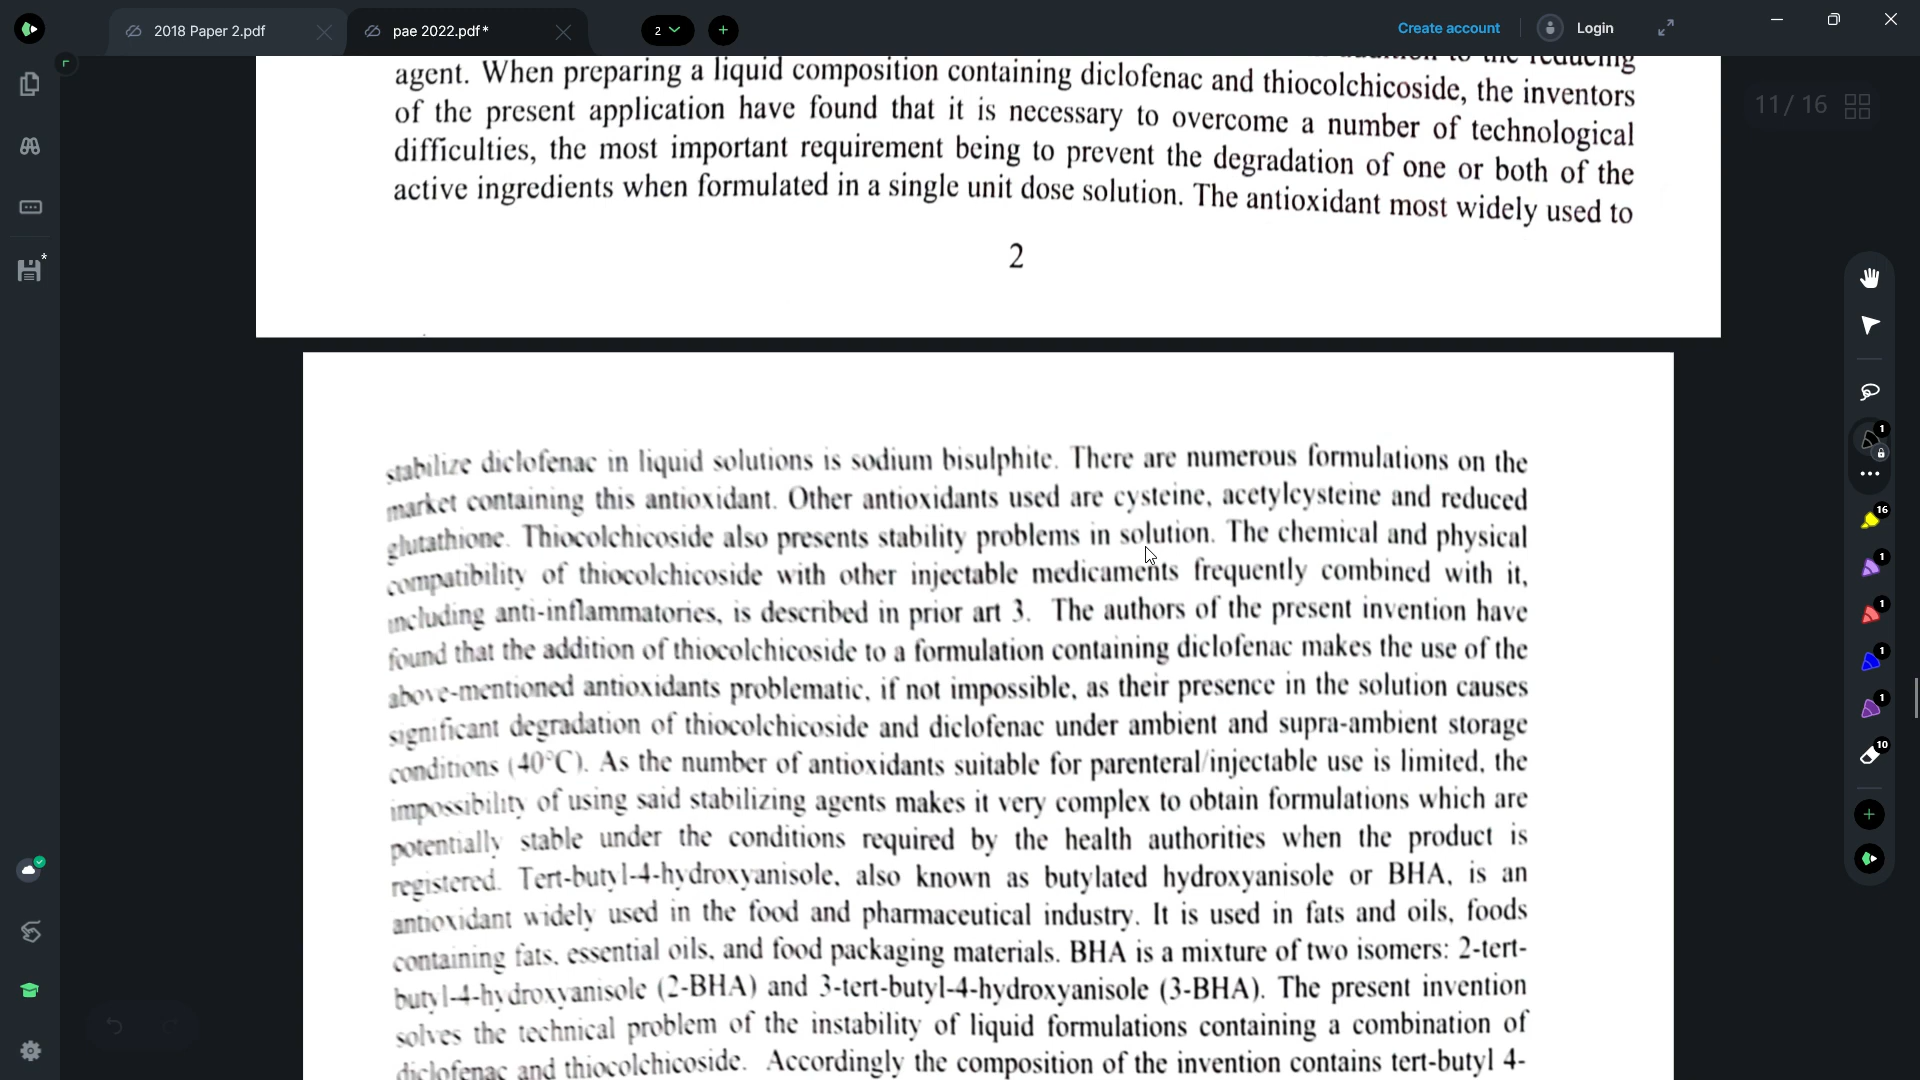 2018 Paper 2.pdf
pae 2022.pdf*
2
Create account
Login
11 / 16
agent. When preparing a liquid composition containing diclofenac and thiocolchicoside, the inventors
of the present application have found that it is necessary to overcome a number of technological
difficulties, the most important requirement being to prevent the degradation of one or both of the
active ingredients when formulated in a single unit dose solution. The antioxidant most widely used to
2
stabilize diclofenac in liquid solutions is sodium bisulphite. There are numerous formulations on the
market containing this antioxidant. Other antioxidants used are cysteine, acetylcysteine and reduced
glutathione. Thiocolchicoside also presents stability problems in solution. The chemical and physical
compatibility of thiocolchicoside with other injectable medicaments frequently combined with it,
including anti-inflammatories, is described in prior art 3. The authors of the present invention have
found that the addition of thiocolchicoside to a formulation containing diclofenac makes the use of the
above-mentioned antioxidants problematic, if not impossible, as their presence in the solution causes
significant degradation of thiocolchicoside and diclofenac under ambient and supra-ambient storage
conditions (40°C). As the number of antioxidants suitable for parenteral/injectable use is limited, the
impossibility of using said stabilizing agents makes it very complex to obtain formulations which are
potentially stable under the conditions required by the health authorities when the product is
registered. Tert-butyl-4-hydroxyanisole, also known as butylated hydroxyanisole or BHA, is an
antioxidant widely used in the food and pharmaceutical industry. It is used in fats and oils, foods
containing fats, essential oils, and food packaging materials. BHA is a mixture of two isomers: 2-tert-
butyl-4-hydroxyanisole (2-BHA) and 3-tert-butyl-4-hydroxyanisole (3-BHA). The present invention
solves the technical problem of the instability of liquid formulations containing a combination of
diclofenac and thiocolchicoside. Accordingly the composition of the invention contains tert-butyl 4-
1
16
1
1
1
1
10